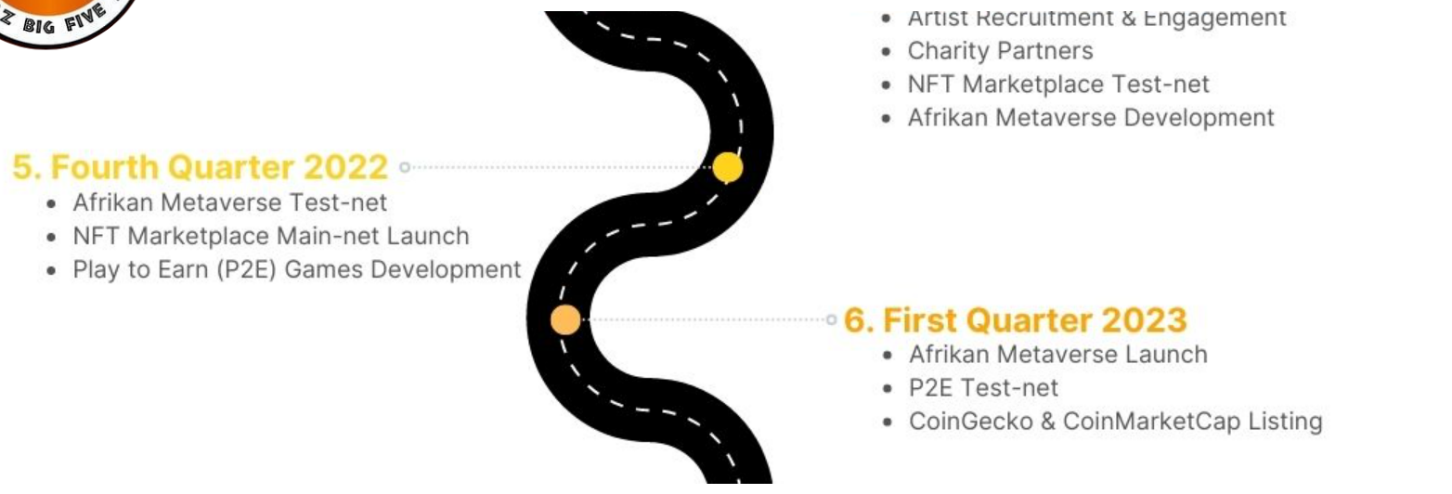 Z BIG FIVE
Artist Recruitment & Engagement
Charity Partners
NFT Marketplace Test-net
Afrikan Metaverse Development
5. Fourth Quarter 2022
Afrikan Metaverse Test-net
NFT Marketplace Main-net Launch
Play to Earn (P2E) Games Development
6. First Quarter 2023
Afrikan Metaverse Launch
P2E Test-net
CoinGecko & CoinMarketCap Listing